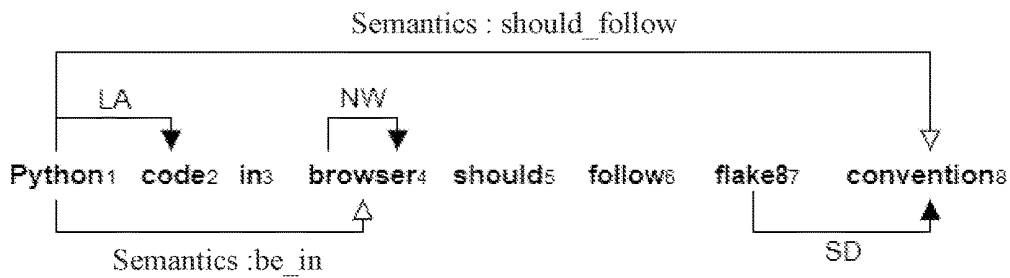 Semantics : should_follow
LA NW
Python1 code2 in3 browser4 should5 follow6 flake87 convention8
Semantics :be_in
SD